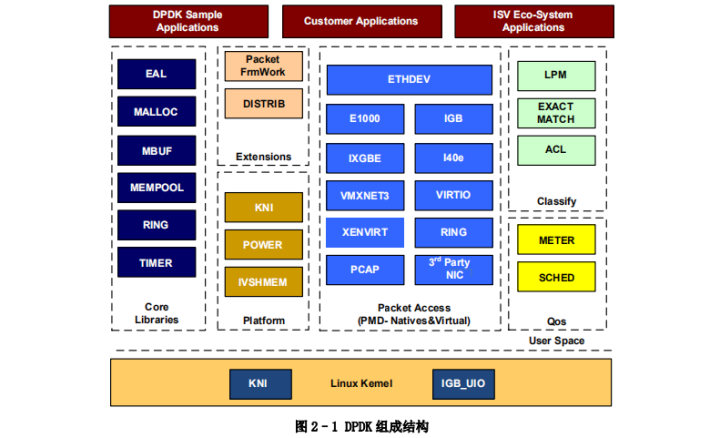 DPDK Sample
Applications
Customer Applications
ISV Eco-System
Applications
EAL
MALLOC
MBUF
MEMPOOL
RING
TIMER
Core
Libraries
Packet
FrmWork
DISTRIB
Extensions
KNI
POWER
IVSHMEM
Platform
ETHDEV
E1000
IGB
IXGBE
I40e
VMXNET3
VIRTIO
XENVIRT
RING
PCAP
3rd Party
NIC
Packet Access
(PMD- Natives&Virtual)
LPM
EXACT
MATCH
ACL
Classify
METER
SCHED
Qos
User Space
KNI
Linux Kernel
IGB_UIO
图 2-1 DPDK 组成结构